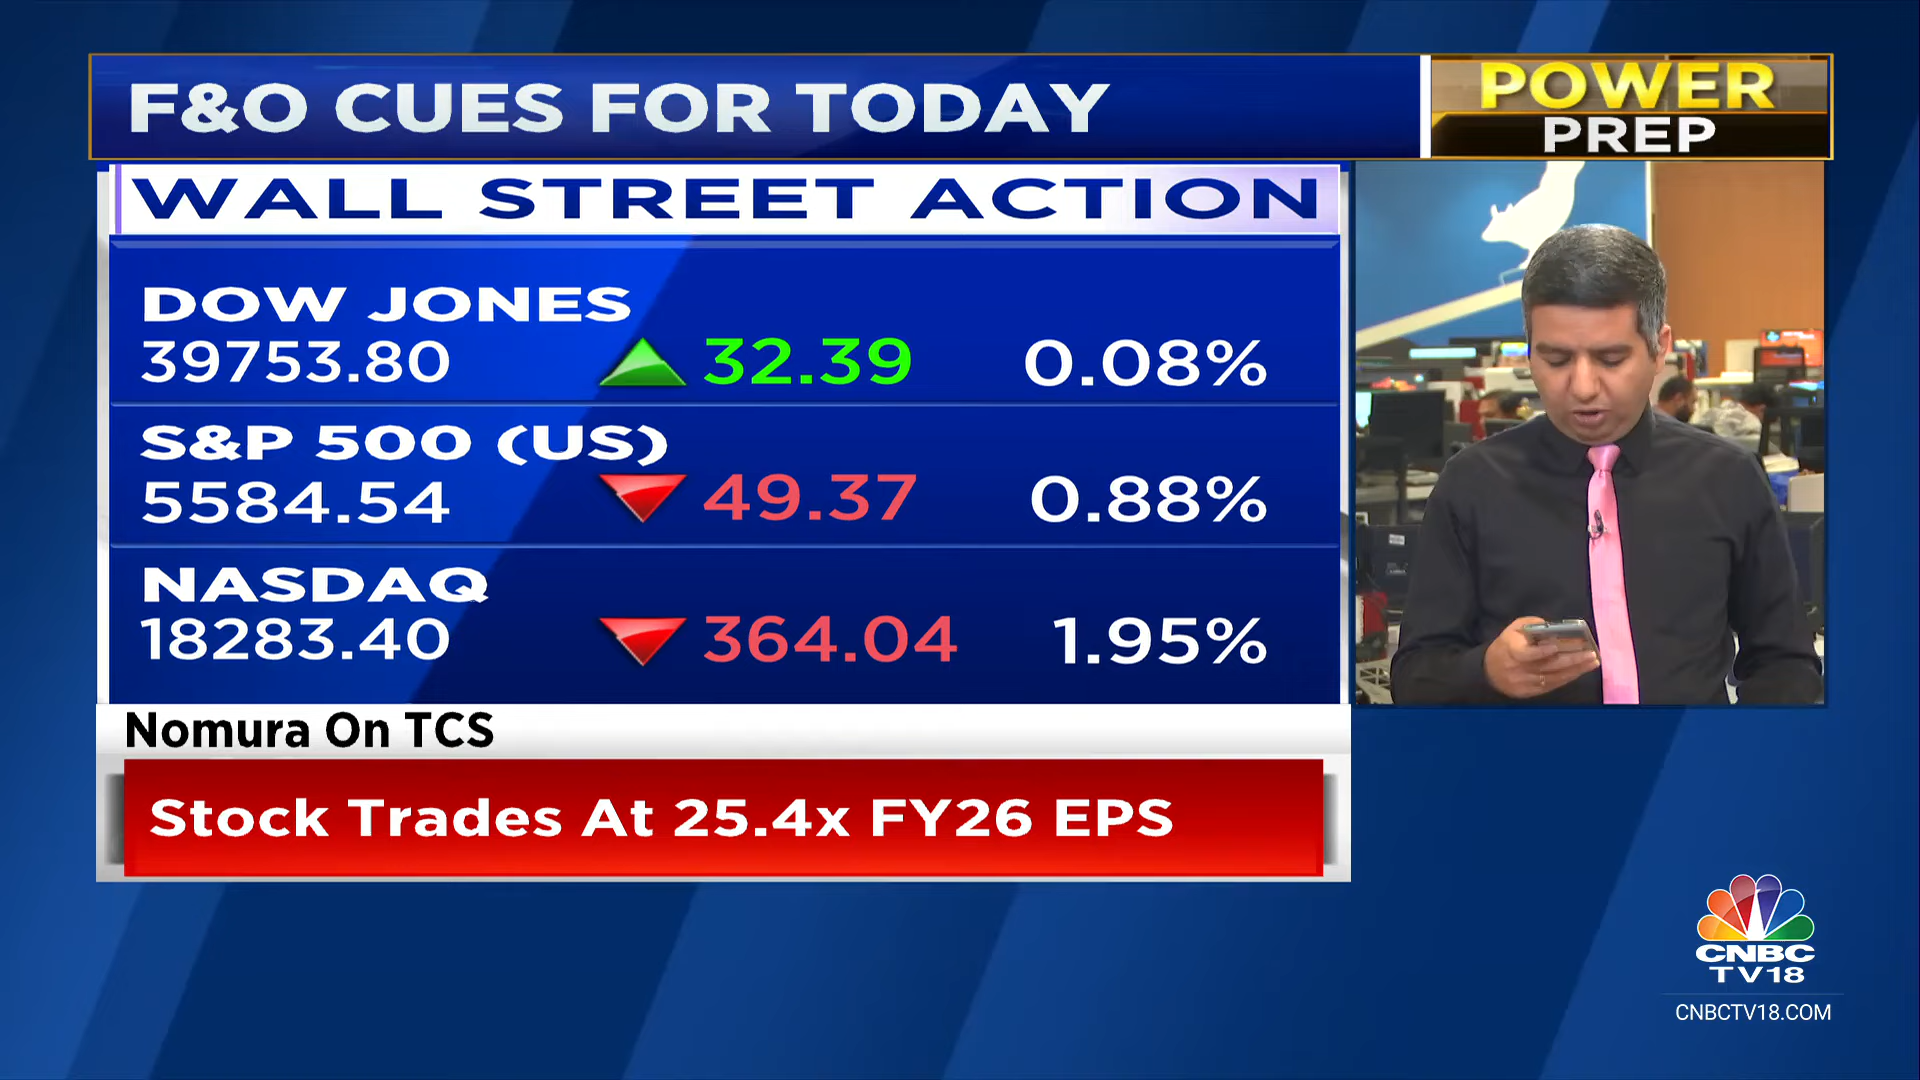 F&O CUES FOR TODAY
POWER
PREP
WALL STREET ACTION
DOW JONES
39753.80 32.39 0.08%
S&P 500 (US)
5584.54 49.37 0.88%
NASDAQ
18283.40 364.04 1.95%
Nomura On TCS
Stock Trades At 25.4x FY26 EPS
CNBC
TV18
CNBCTV18.COM